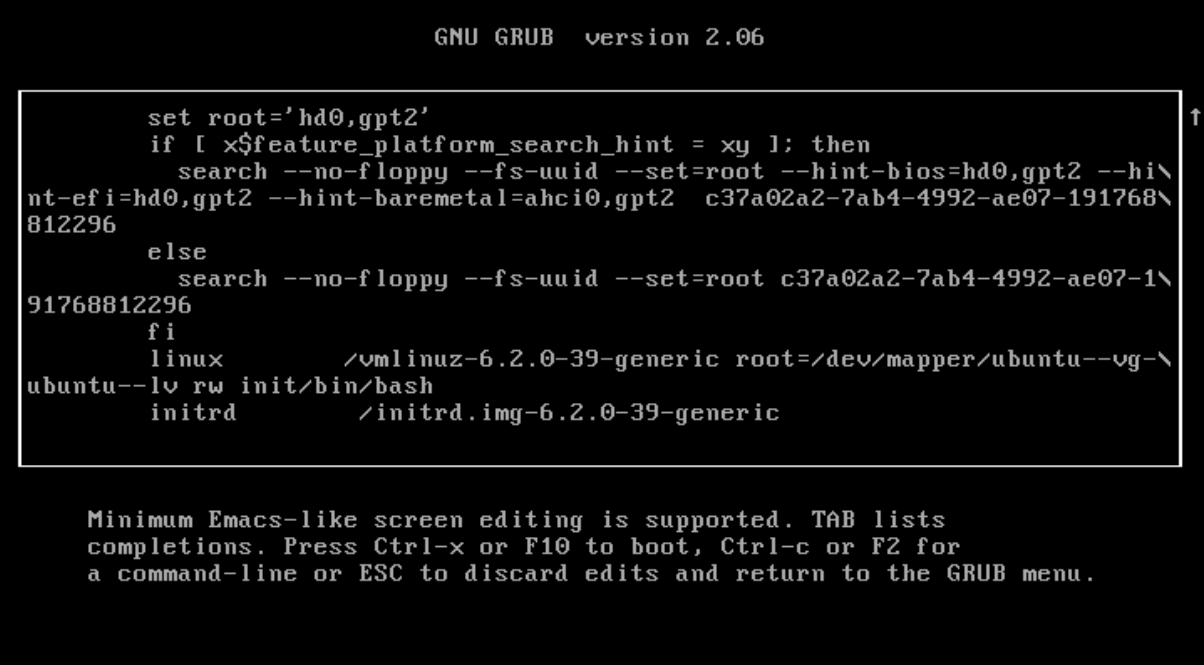 GNU GRUB  version 2.06
set root='hd0,gpt2'
if [ x$feature_platform_search_hint = xy ]; then
search --no-floppy --fs-uuid --set=root --hint-bios=hd0,gpt2 --hi\
nt-efi=hd0,gpt2 --hint-baremetal=ahci0,gpt2  c37a02a2-7ab4-4992-ae07-191768\
812296
else
search --no-floppy --fs-uuid --set=root c37a02a2-7ab4-4992-ae07-1\
91768812296
fi
linux        /vmlinuz-6.2.0-39-generic root=/dev/mapper/ubuntu--vg-\
ubuntu--lv rw init/bin/bash
initrd        /initrd.img-6.2.0-39-generic
Minimum Emacs-like screen editing is supported. TAB lists
completions. Press Ctrl-x or F10 to boot, Ctrl-c or F2 for
a command-line or ESC to discard edits and return to the GRUB menu.